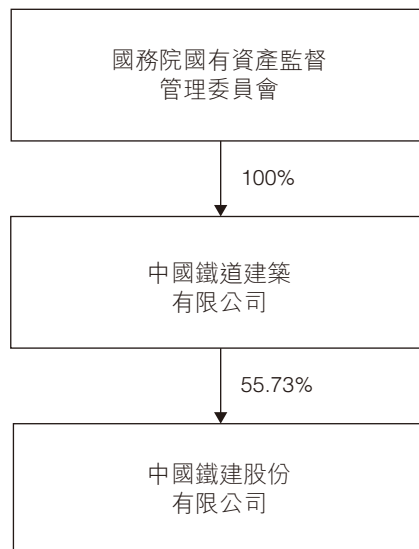 國務院國有資產監督
管理委員會
100%
中國鐵道建築
有限公司
55.73%
中國鐵建股份
有限公司